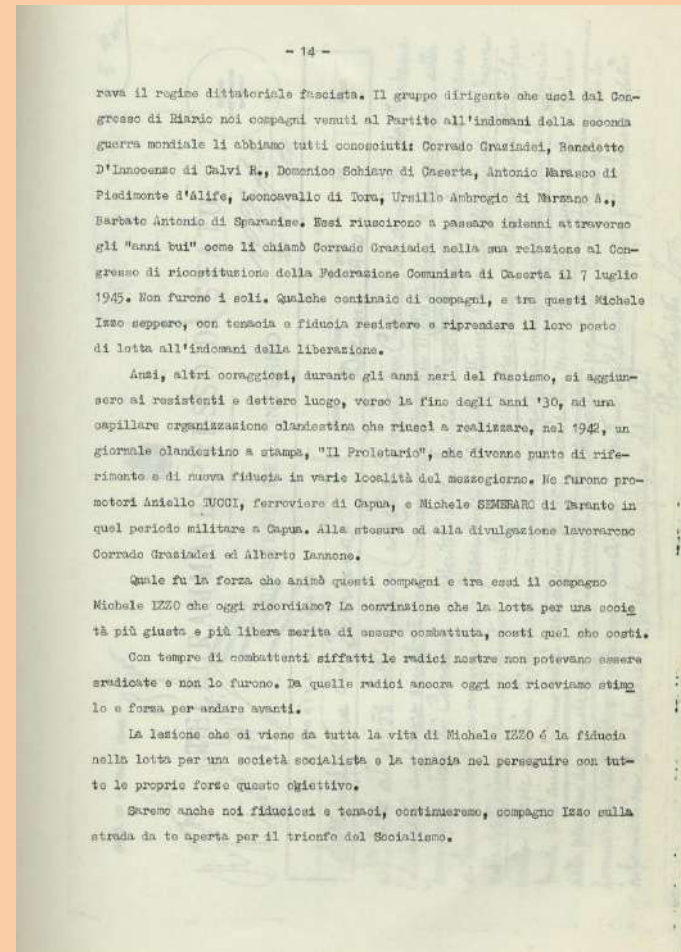 - 14 -
rava il regime dittatoriale fascista. Il gruppo dirigente che uscì dal Con-
gresso di Riardo noi compagni venuti al Partito all'indomani della seconda
guerra mondiale li abbiamo tutti conosciuti: Corrado Graziadei, Benedetto
D'Innocenzo di Calvi R., Domenico Schiavo di Caserta, Antonio Marasco di
Piedimonte d'Alife, Leoncavallo di Tora, Ursillo Ambrogio di Marzano A.,
Barbato Antonio di Sparanise. Essi riuscirono a passare indenni attraverso
gli "anni bui" come li chiamò Corrado Graziadei nella sua relazione al Con-
gresso di ricostituzione della Federazione Comunista di Caserta il 7 luglio
1945. Non furono i soli. Qualche centinaio di compagni, e tra questi Michele
Izzo seppero, con tenacia e fiducia resistere e riprendere il loro posto
di lotta all'indomani della liberazione.
Anzi, altri coraggiosi, durante gli anni neri del fascismo, si aggiun-
sero ai resistenti e dettero luogo, verso la fine degli anni '30, ad una
capillare organizzazione clandestina che riuscì a realizzare, nel 1942, un
giornale clandestino a stampa, "Il Proletario", che divenne punto di rife-
rimento e di nuova fiducia in varie località del mezzogiorno. Ne furono pro-
motori Aniello TUCCI, ferroviere di Capua, e Michele SEMERARO di Taranto in
quel periodo militare a Capua. Alla stesura ed alla divulgazione lavorarono
Corrado Graziadei ed Alberto Iannone.
Quale fu la forza che animò questi compagni e tra essi il compagno
Michele IZZO che oggi ricordiamo? La convinzione che la lotta per una socie
tà più giusta e più libera merita di essere combattuta, costi quel che costi.
Con tempre di combattenti siffatti le radici nostre non potevano essere
sradicate e non lo furono. Da quelle radici ancora oggi noi riceviamo stimo
lo e forza per andare avanti.
La lezione che ci viene da tutta la vita di Michele IZZO é la fiducia
nella lotta per una società socialista e la tenacia nel perseguire con tut-
te le proprie forze questo obiettivo.
Saremo anche noi fiduciosi e tenaci, continueremo, compagno Izzo sulla
strada da te aperta per il trionfo del Socialismo.